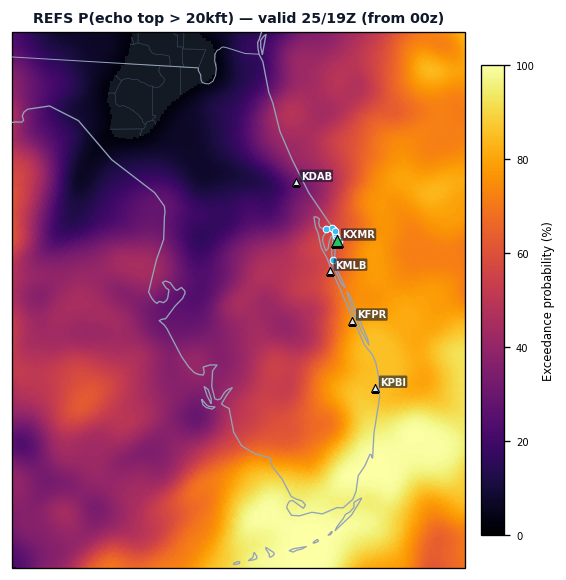 REFS P(echo top > 20kft) — valid 25/19Z (from 00z)
KDAB
KXMR
KMLB
KFPR
KPBI
100
80
60
40
20
0
Exceedance probability (%)